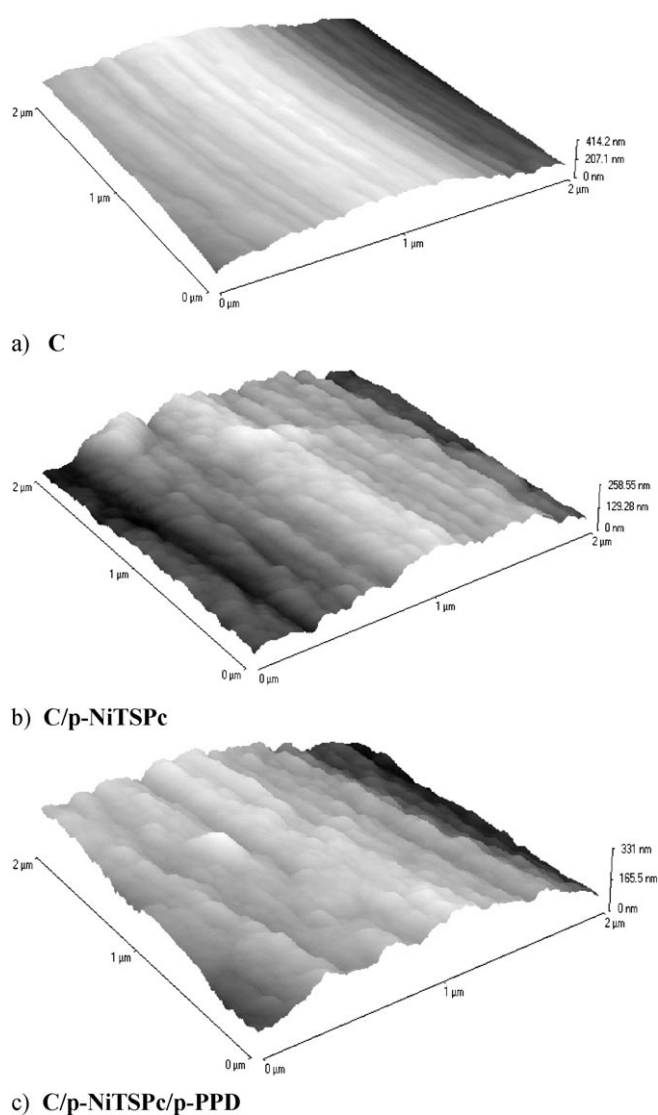 2 µm
414.2 nm
207.1 nm
0 nm
2 µm
1 µm
1 µm
0 µm
0 µm
a) C
2 µm
258.55 nm
129.28 nm
0 nm
2 µm
1 µm
1 µm
0 µm
0 µm
b) C/p-NiTSPc
2 µm
331 nm
165.5 nm
0 nm
2 µm
1 µm
1 µm
0 µm
0 µm
c) C/p-NiTSPc/p-PPD